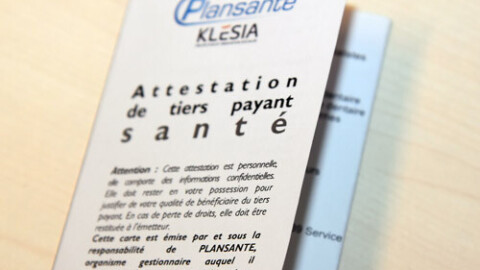 Plansanté
KLESIA
Attestation
de tiers payant
santé
Attention : Cette attestation est personnelle,
elle comporte des informations confidentielles.
Elle doit rester en votre possession pour
justifier de votre qualité de bénéficiaire du tiers
payant. En cas de perte de droits, elle doit être
restituée à l'émetteur.
Cette carte est émise par et sous la
responsabilité de PLANSANTE,
organisme gestionnaire auquel il
Service